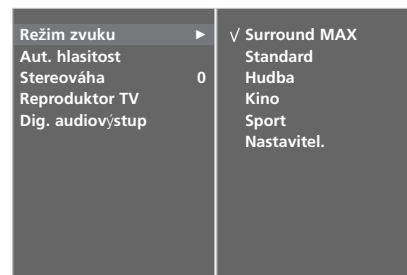 Režim zvuku ►
Aut. hlasitost
Stereováha 0
Reproduktor TV
Dig. audiovýstup
√ Surround MAX
Standard
Hudba
Kino
Sport
Nastavitel.